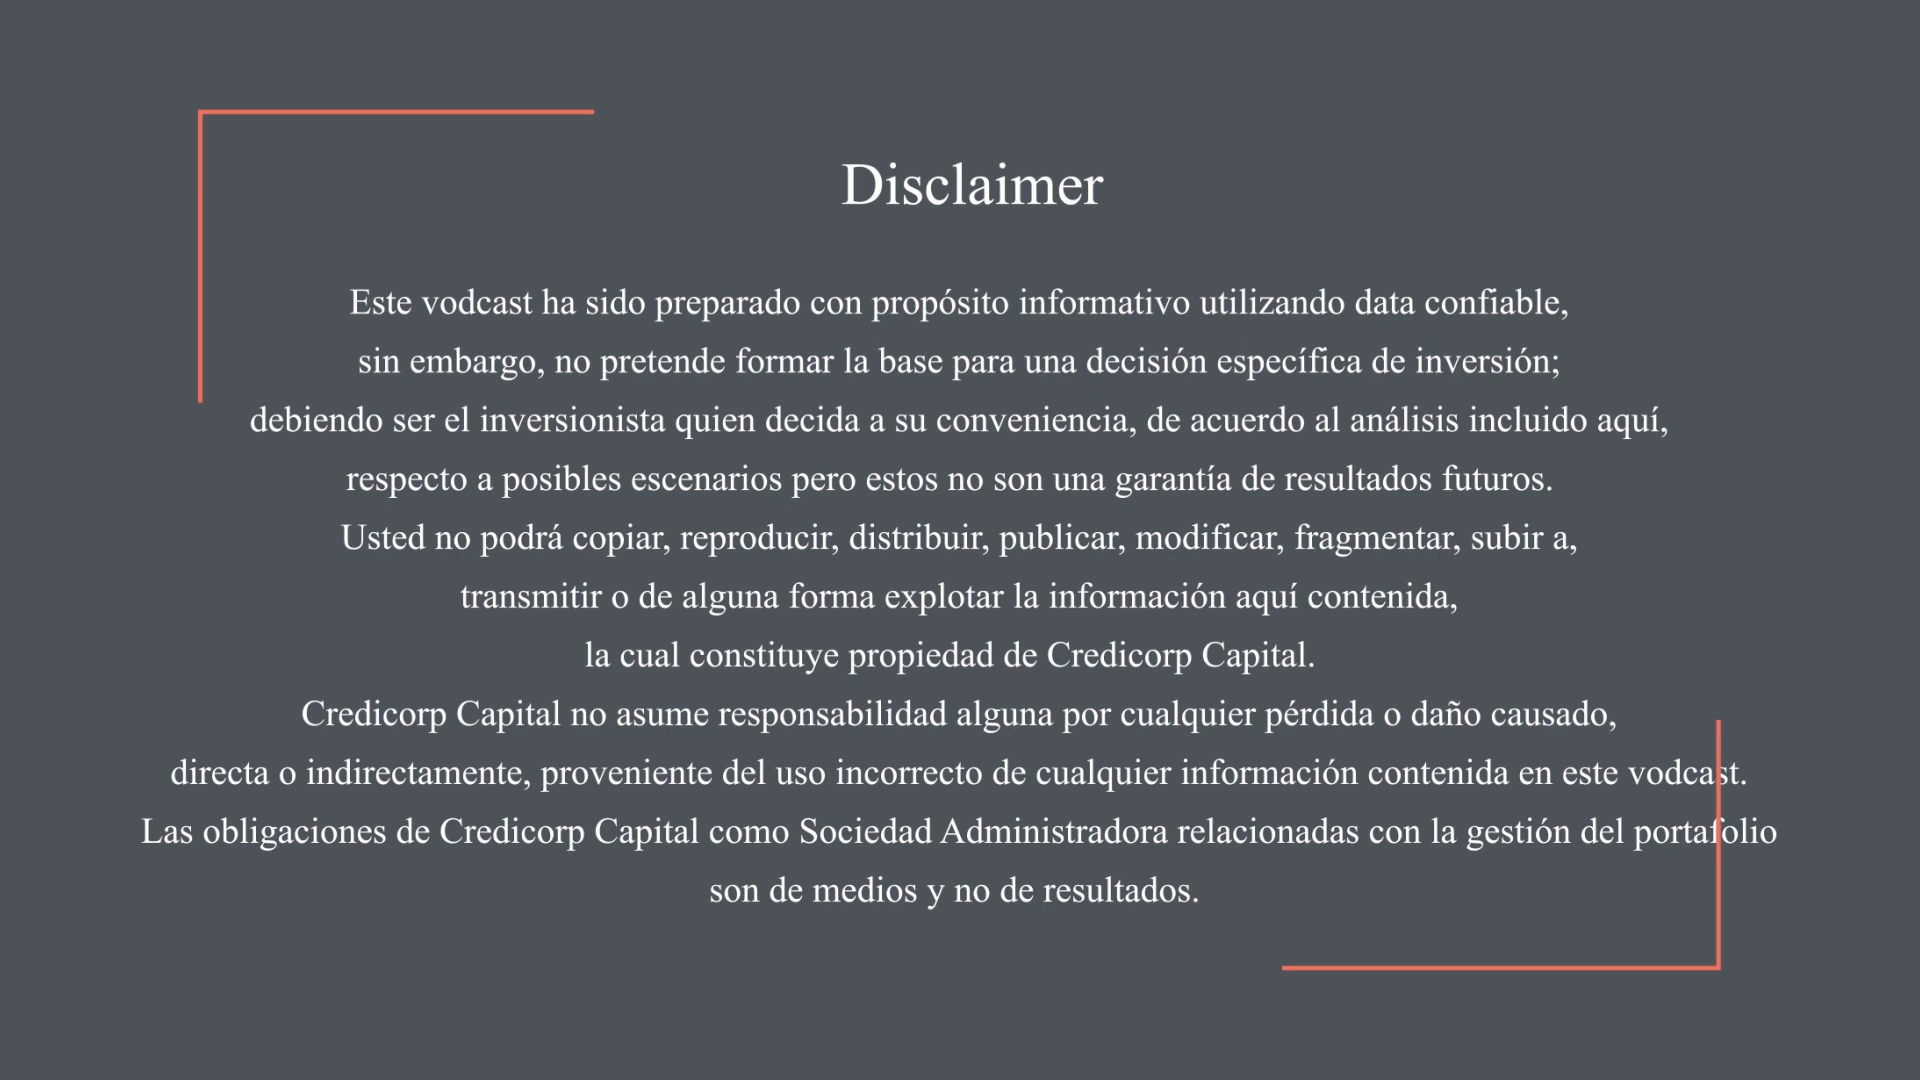 Disclaimer
Este vodcast ha sido preparado con propósito informativo utilizando data confiable,
sin embargo, no pretende formar la base para una decisión específica de inversión;
debiendo ser el inversionista quien decida a su conveniencia, de acuerdo al análisis incluido aquí,
respecto a posibles escenarios pero estos no son una garantía de resultados futuros.
Usted no podrá copiar, reproducir, distribuir, publicar, modificar, fragmentar, subir a,
transmitir o de alguna forma explotar la información aquí contenida,
la cual constituye propiedad de Credicorp Capital.
Credicorp Capital no asume responsabilidad alguna por cualquier pérdida o daño causado,
directa o indirectamente, proveniente del uso incorrecto de cualquier información contenida en este vodcast.
Las obligaciones de Credicorp Capital como Sociedad Administradora relacionadas con la gestión del portafolio
son de medios y no de resultados.